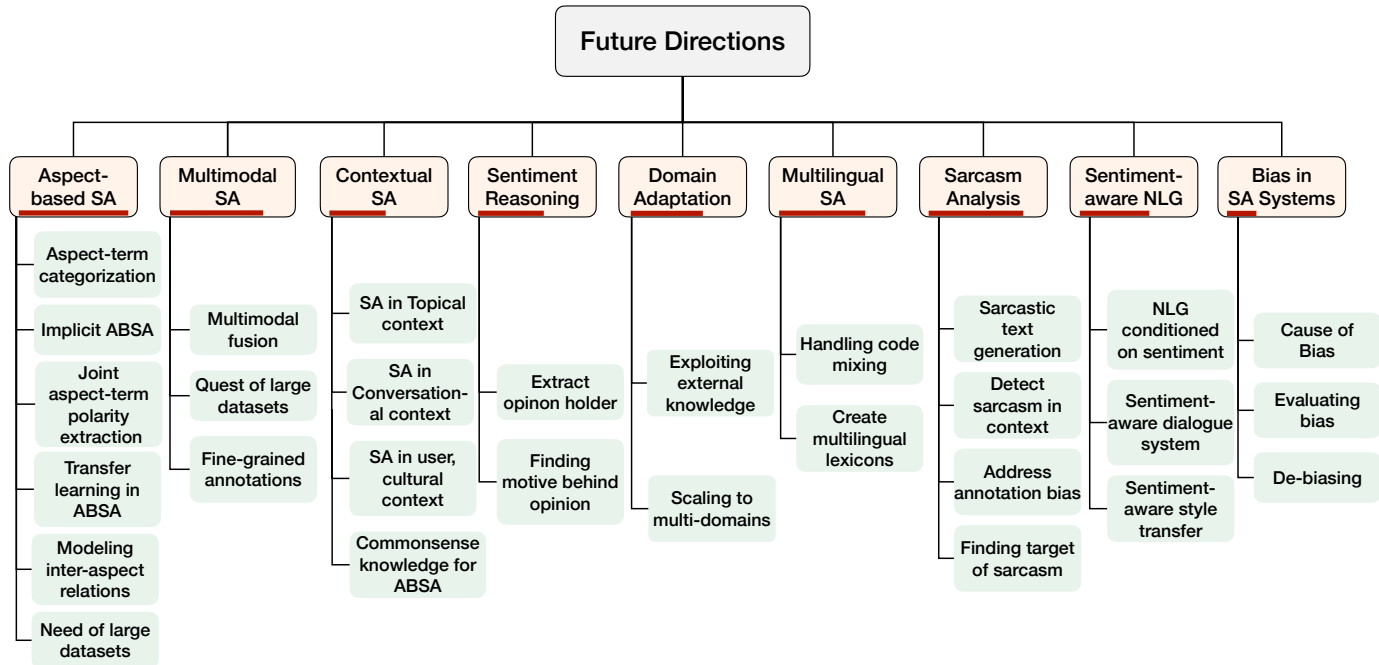 Future Directions
Aspect-
based SA
Multimodal
SA
Contextual
SA
Sentiment
Reasoning
Domain
Adaptation
Multilingual
SA
Sarcasm
Analysis
Sentiment-
aware NLG
Bias in
SA Systems
Aspect-term
categorization
Implicit ABSA
Joint
aspect-term
polarity
extraction
Transfer
learning in
ABSA
Modeling
inter-aspect
relations
Need of large
datasets
Multimodal
fusion
Quest of large
datasets
Fine-grained
annotations
SA in Topical
context
SA in
Conversation-
al context
SA in user,
cultural
context
Commonsense
knowledge for
ABSA
Extract
opinon holder
Finding
motive behind
opinion
Exploiting
external
knowledge
Scaling to
multi-domains
Handling code
mixing
Create
multilingual
lexicons
Sarcastic
text
generation
Detect
sarcasm in
context
Address
annotation bias
Finding target
of sarcasm
NLG
conditioned
on sentiment
Sentiment-
aware dialogue
system
Sentiment-
aware style
transfer
Cause of
Bias
Evaluating
bias
De-biasing